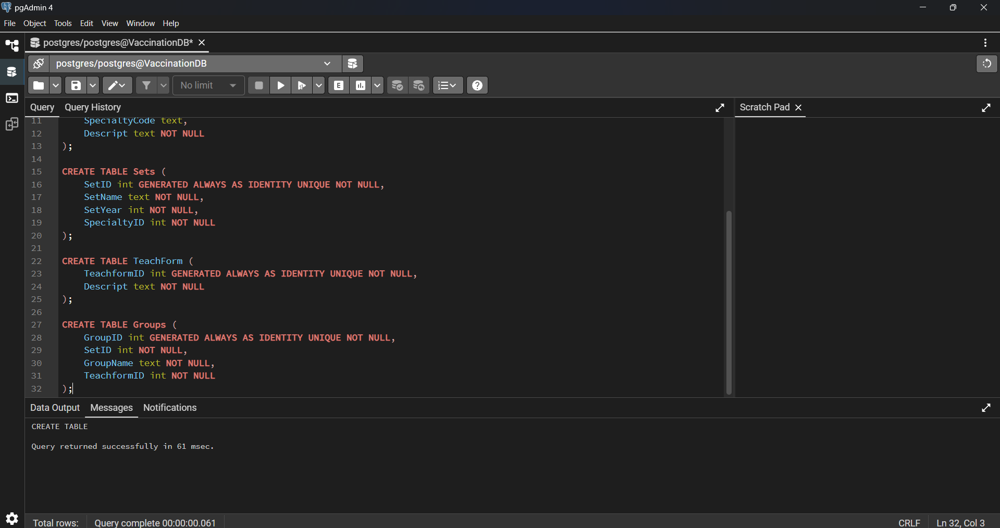 pgAdmin 4
File Object Tools Edit View Window Help
postgres/postgres@VaccinationDB*
postgres/postgres@VaccinationDB
No limit
E
Query Query History
Scratch Pad
11 SpecialtyCode text,
12 Descript text NOT NULL
13 );
14
15 CREATE TABLE Sets (
16 SetID int GENERATED ALWAYS AS IDENTITY UNIQUE NOT NULL,
17 SetName text NOT NULL,
18 SetYear int NOT NULL,
19 SpecialtyID int NOT NULL
20 );
21
22 CREATE TABLE TeachForm (
23 TeachformID int GENERATED ALWAYS AS IDENTITY UNIQUE NOT NULL,
24 Descript text NOT NULL
25 );
26
27 CREATE TABLE Groups (
28 GroupID int GENERATED ALWAYS AS IDENTITY UNIQUE NOT NULL,
29 SetID int NOT NULL,
30 GroupName text NOT NULL,
31 TeachformID int NOT NULL
32 );
Data Output Messages Notifications
CREATE TABLE
Query returned successfully in 61 msec.
Total rows: Query complete 00:00:00.061 CRLF Ln 32, Col 3